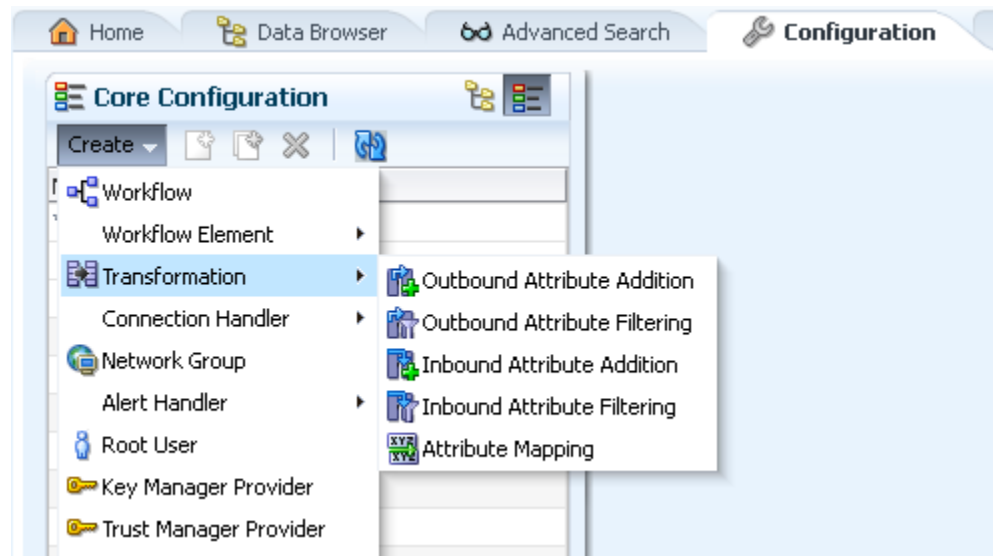 Home Data Browser Advanced Search Configuration
Core Configuration
Create
Workflow
Workflow Element
Transformation
Connection Handler
Network Group
Alert Handler
Root User
Key Manager Provider
Trust Manager Provider
Outbound Attribute Addition
Outbound Attribute Filtering
Inbound Attribute Addition
Inbound Attribute Filtering
XYZ
XYZ
Attribute Mapping